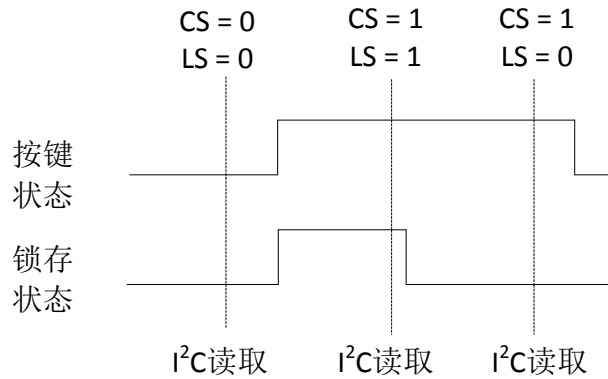 CS = 0 CS = 1 CS = 1
LS = 0 LS = 1 LS = 0
按键
状态
锁存
状态
I²C读取 I²C读取 I²C读取